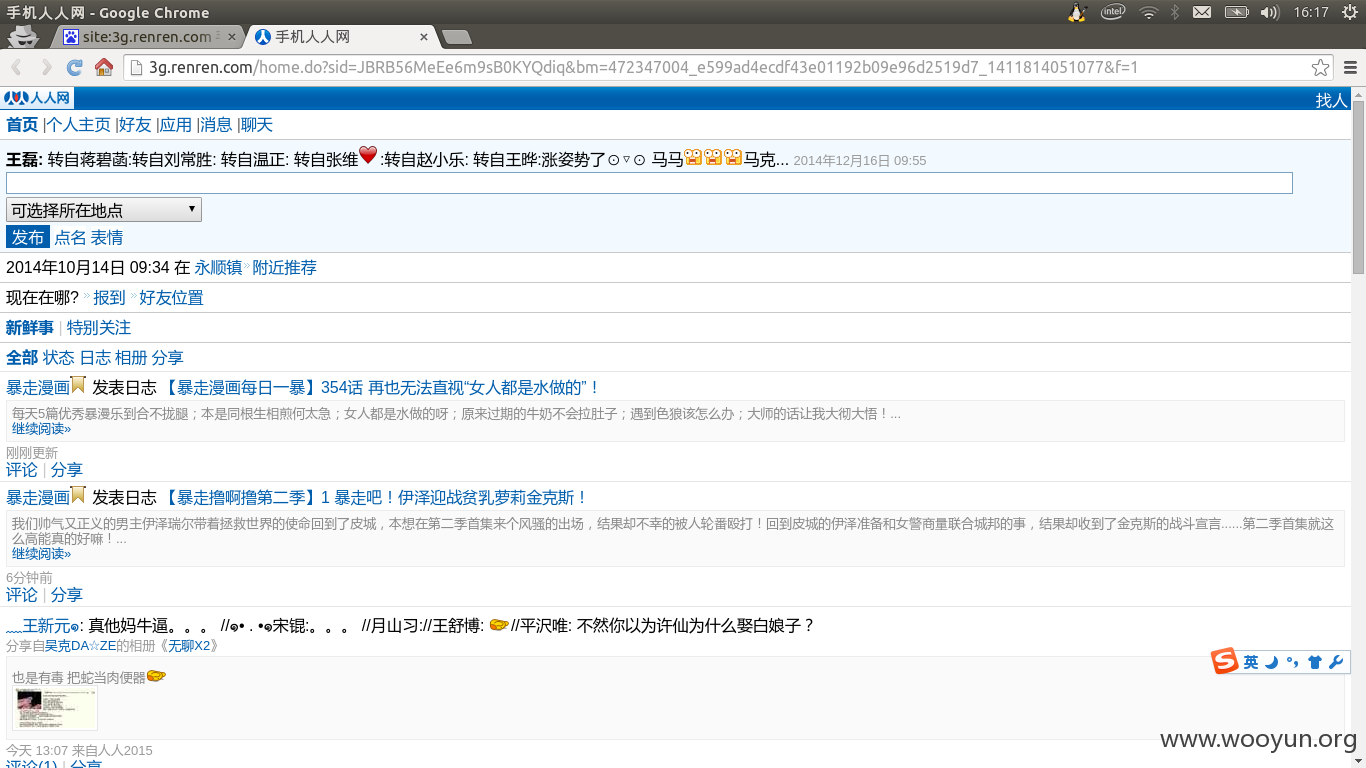 手机人人网 - Google Chrome
16:17
site:3g.renren.com
手机人人网
3g.renren.com/home.do?sid=JBRB56MeEe6m9sB0KYQdiq&bm=472347004_e599ad4ecdf43e01192b09e96d2519d7_1411814051077&f=1
人人网
找人
首页 |个人主页 |好友 |应用 |消息 |聊天
王磊: 转自蒋碧菡:转自刘常胜: 转自温正: 转自张维❤:转自赵小乐: 转自王晔:涨姿势了⊙▿⊙ 马马马克... 2014年12月16日 09:55
可选择所在地点
发布 点名 表情
2014年10月14日 09:34 在 永顺镇» 附近推荐
现在在哪? »报到 »好友位置
新鲜事 | 特别关注
全部 状态 日志 相册 分享
暴走漫画 发表日志 【暴走漫画每日一暴】354话 再也无法直视“女人都是水做的”！
每天5篇优秀暴漫乐到合不拢腿；本是同根生相煎何太急；女人都是水做的呀；原来过期的牛奶不会拉肚子；遇到色狼该怎么办；大师的话让我大彻大悟！...
继续阅读»
刚刚更新
评论 | 分享
暴走漫画 发表日志 【暴走撸啊撸第二季】1 暴走吧！伊泽迎战贫乳萝莉金克斯！
我们帅气又正义的男主伊泽瑞尔带着拯救世界的使命回到了皮城，本想在第二季首集来个风骚的出场，结果却不幸的被人轮番殴打！回到皮城的伊泽准备和女警商量联合城邦的事，结果却收到了金克斯的战斗宣言......第二季首集就这
么高能真的好嘛！...
继续阅读»
6分钟前
评论 | 分享
﹏王新元๑: 真他妈牛逼。。。 //๑• . •๑宋锟:。。。 //月山习://王舒博: //平沢唯: 不然你以为许仙为什么娶白娘子？
分享自昊克DA☆ZE的相册《无聊X2》
也是有毒 把蛇当肉便器
今天 13:07 来自人人2015
评论(1) | 分享
英
www.wooyun.org